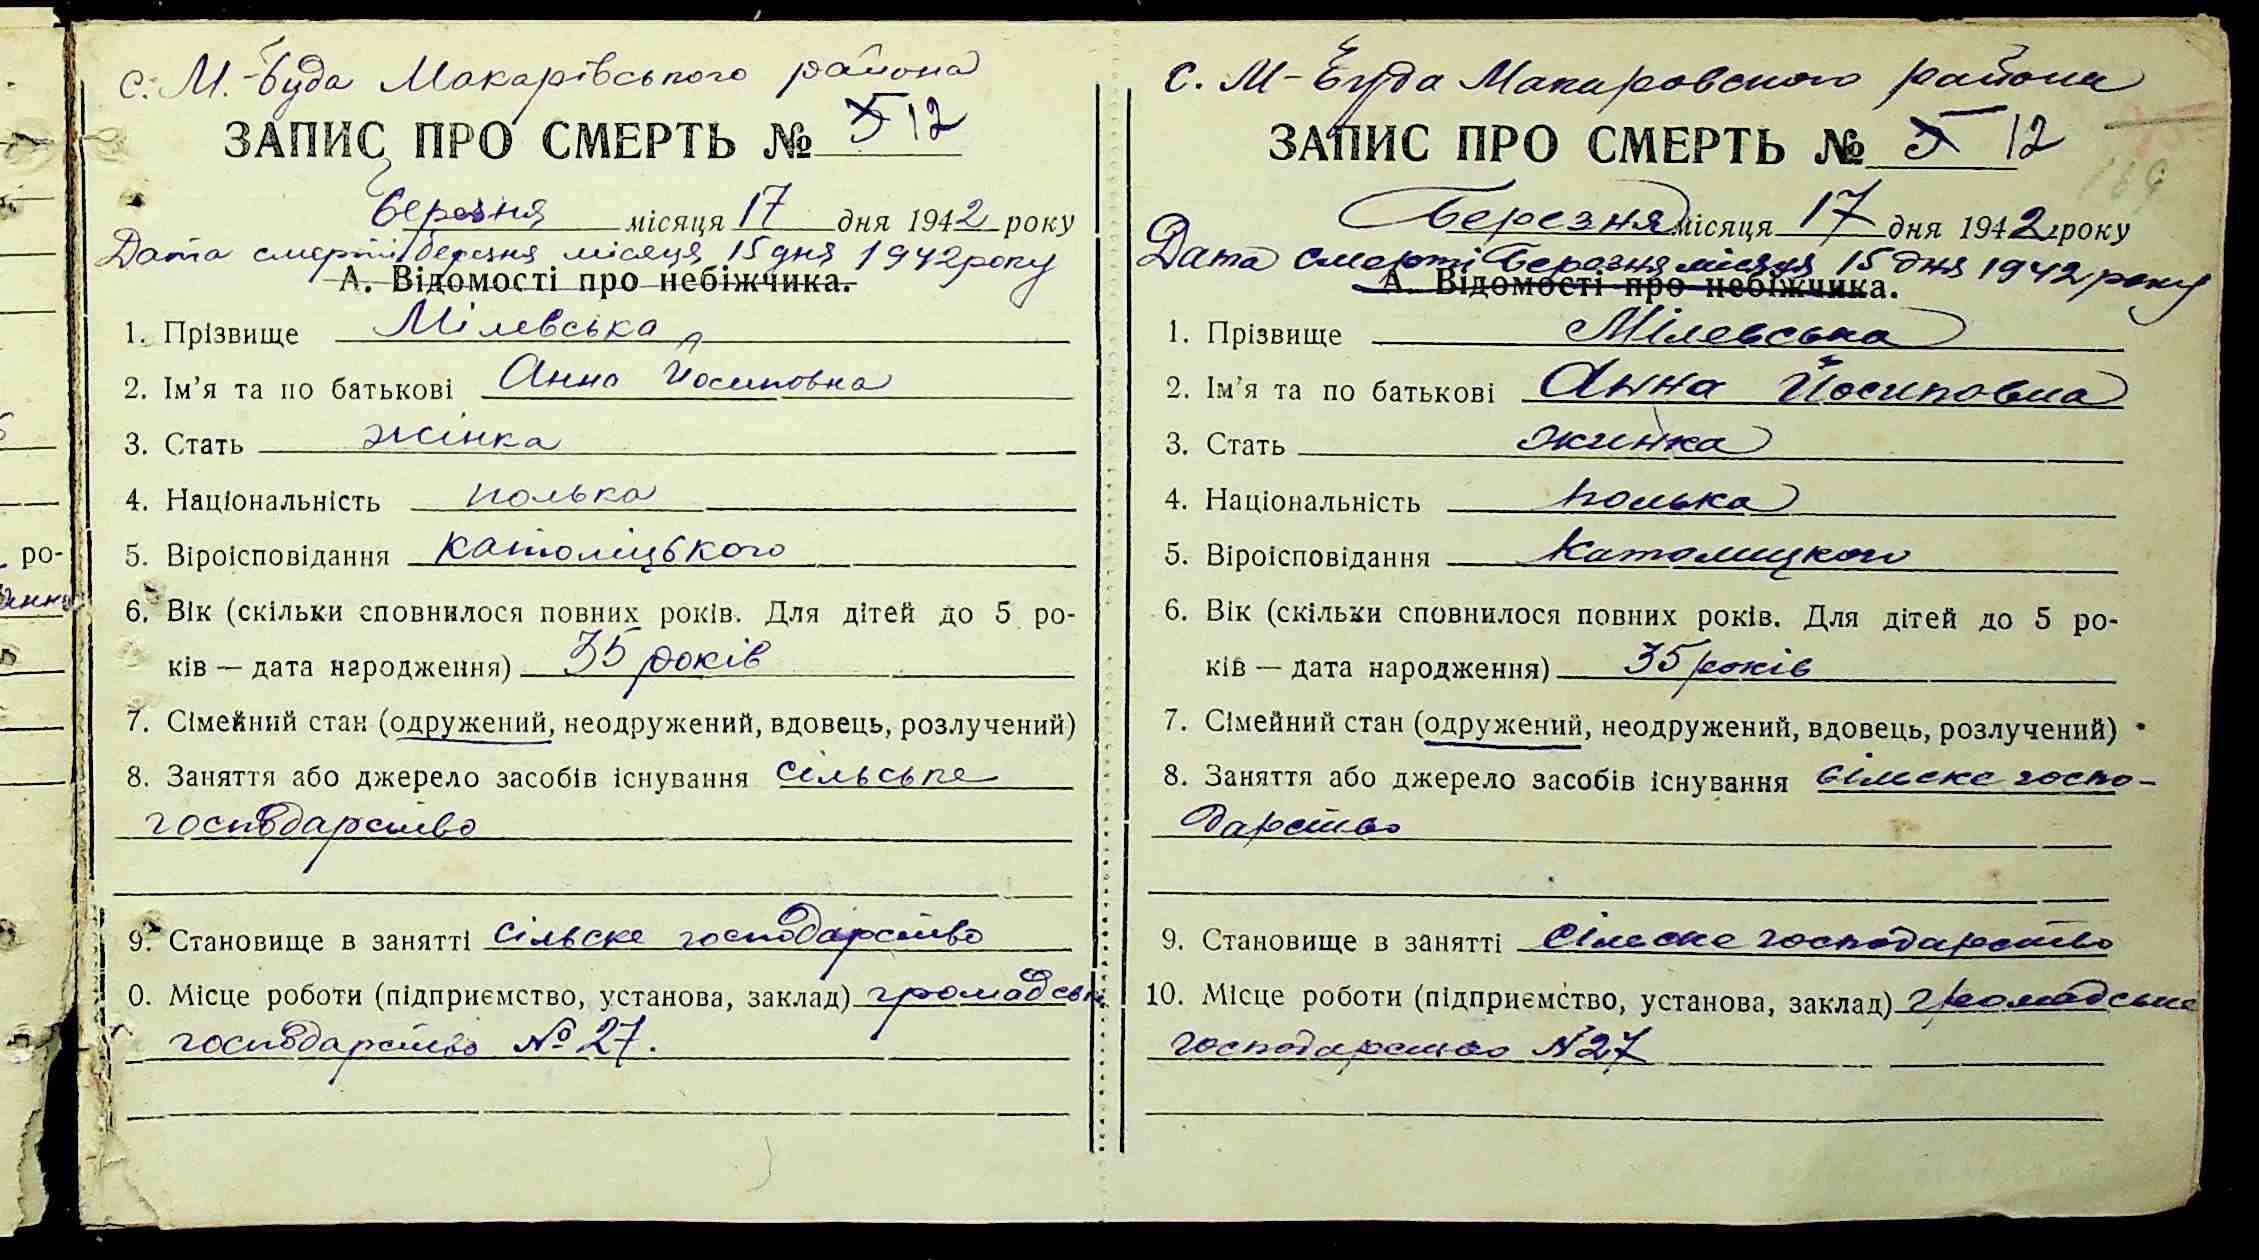 с. М.-Буда Макарівського района
ЗАПИС ПРО СМЕРТЬ № 12
березня місяця 17 дня 1942 року
Дата смерті березня місяця 15 дня 1942 року
А. Відомості про небіжчика.
1. Прізвище Мілевська
2. Ім’я та по батькові Анна Йосиповна
3. Стать жінка
4. Національність полька
5. Віроісповідання католіцького
6. Вік (скільки сповнилося повних років. Для дітей до 5 ро-
ків — дата народження) 35 років
7. Сімейний стан (одружений, неодружений, вдовець, розлучений)
8. Заняття або джерело засобів існування сільське
господарство
9. Становище в занятті сільске господарство
0. Місце роботи (підприємство, установа, заклад) громадськ
господарство № 27.
с. М-Буда Макаровского района
ЗАПИС ПРО СМЕРТЬ № 12
169
Березня місяця 17 дня 1942 року
Дата смерті Березня місяця 15 дня 1942 року
А. Відомості про небіжчика.
1. Прізвище Мілевська
2. Ім’я та по батькові Анна Йосиповна
3. Стать жинка
4. Національність полька
5. Віроісповідання католицкого
6. Вік (скільки сповнилося повних років. Для дітей до 5 ро-
ків — дата народження) 35 років
7. Сімейний стан (одружений, неодружений, вдовець, розлучений)
8. Заняття або джерело засобів існування сілске госпо-
дарство
9. Становище в занятті сілске господарство
10. Місце роботи (підприємство, установа, заклад) громадське
господарство N 27
ро-